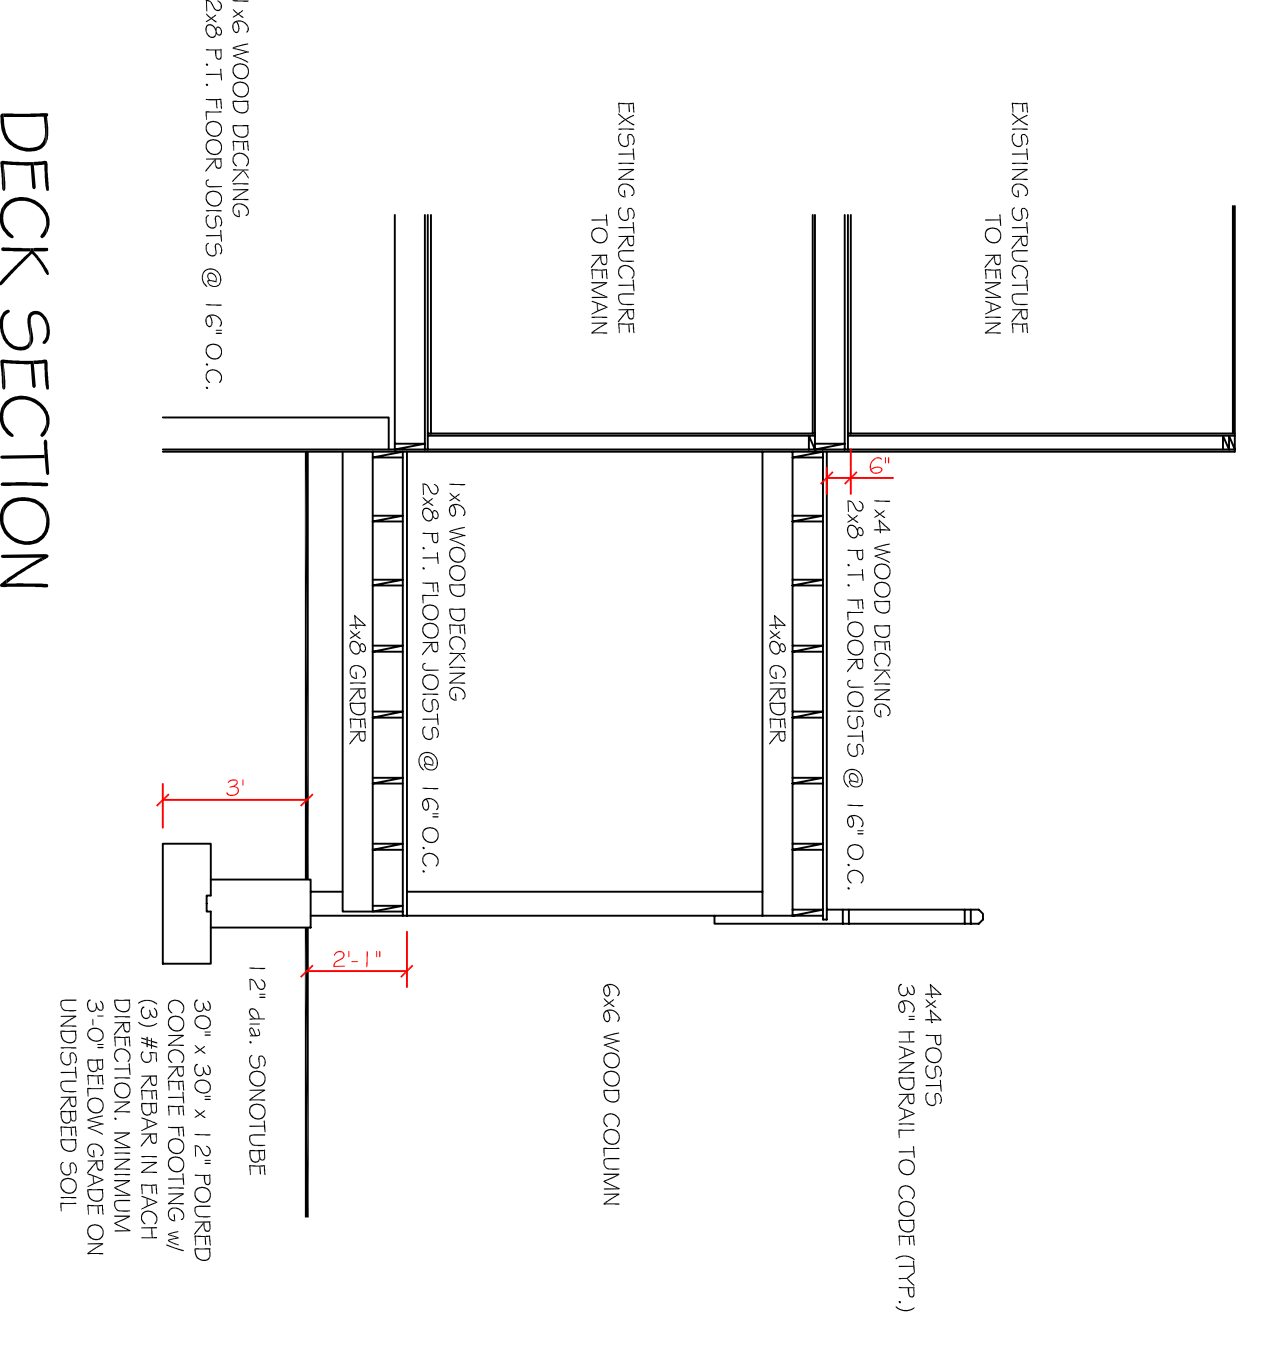 EXISTING STRUCTURE
TO REMAIN
6"
1x4 WOOD DECKING
2x8 P.T. FLOOR JOISTS @ 16" O.C.
4x4 POSTS
36" HANDRAIL TO CODE (TYP.)
4x8 GIRDER
EXISTING STRUCTURE
TO REMAIN
6x6 WOOD COLUMN
1x6 WOOD DECKING
2x8 P.T. FLOOR JOISTS @ 16" O.C.
4x8 GIRDER
2'-1"
3'
12" dia. SONOTUBE
1x6 WOOD DECKING
2x8 P.T. FLOOR JOISTS @ 16" O.C.
30" x 30" x 12" POURED
CONCRETE FOOTING w/
(3) #5 REBAR IN EACH
DIRECTION. MINIMUM
3'-0" BELOW GRADE ON
UNDISTURBED SOIL
DECK SECTION